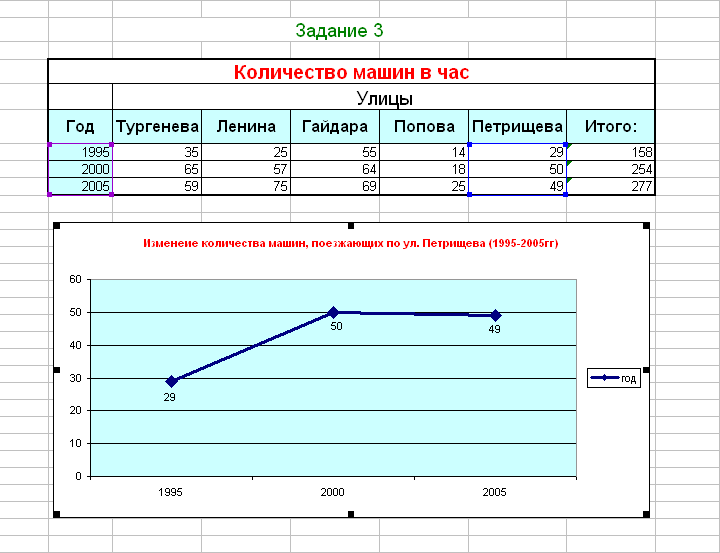 Задание 3
Количество машин в час
Улицы
Год Тургенева Ленина Гайдара Попова Петрищева Итого:
1995 35 25 55 14 29 158
2000 65 57 64 18 50 254
2005 59 75 69 25 49 277
Изменеие количества машин, поезжающих по ул. Петрищева (1995-2005гг)
60
50
40
30
20
10
0
29
50
49
1995 2000 2005
год